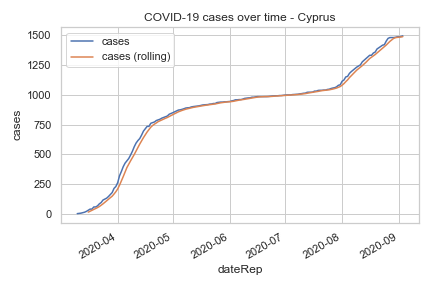 COVID-19 cases over time - Cyprus
cases
cases (rolling)
1500
1250
1000
750
500
250
0
cases
2020-04
2020-05
2020-06
2020-07
2020-08
2020-09
dateRep